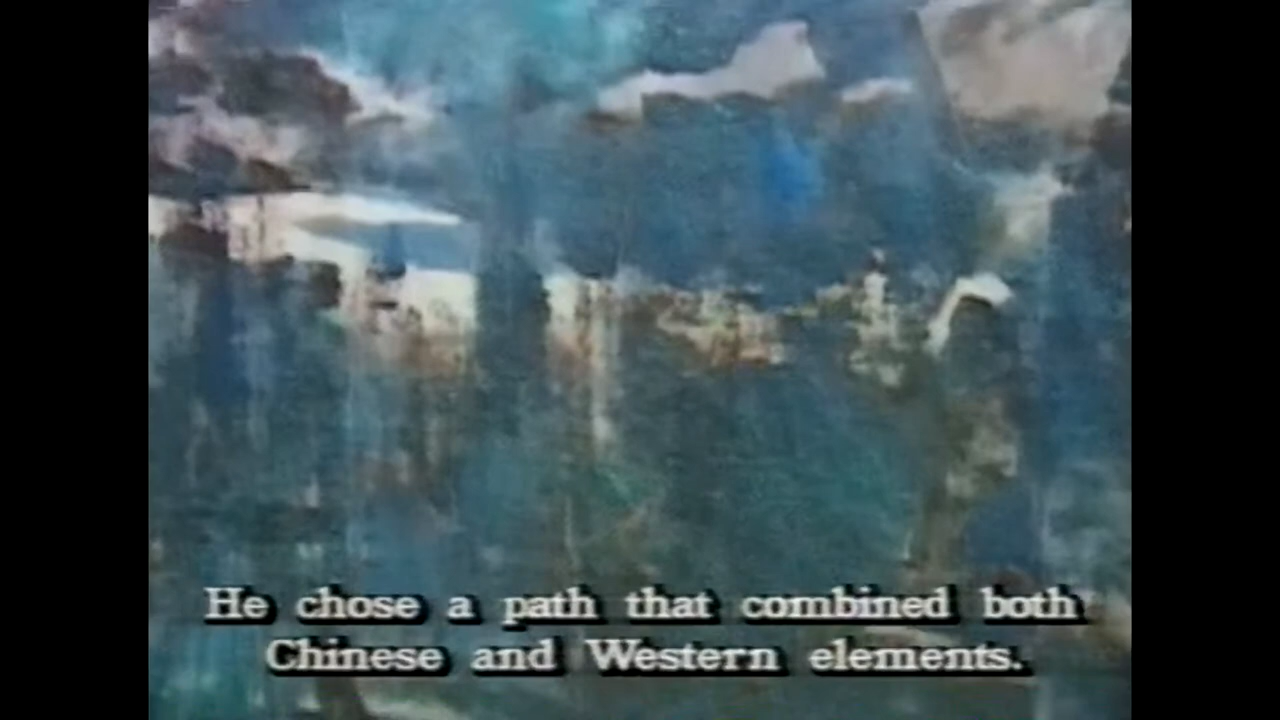 He chose a path that combined both
Chinese and Western elements.